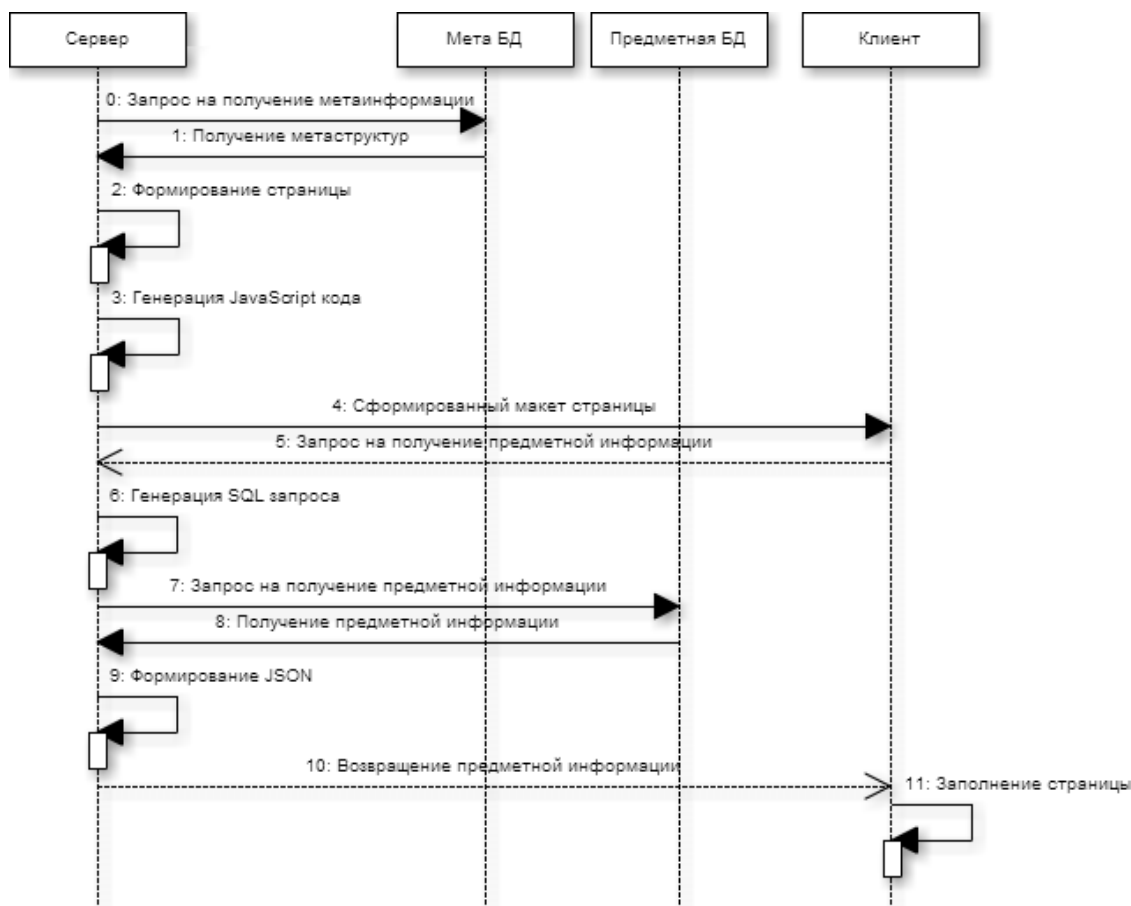 Сервер
Мета БД
Предметная БД
Клиент
0: Запрос на получение метаинформации
1: Получение метаструктур
2: Формирование страницы
3: Генерация JavaScript кода
4: Сформированный макет страницы
5: Запрос на получение предметной информации
6: Генерация SQL запроса
7: Запрос на получение предметной информации
8: Получение предметной информации
9: Формирование JSON
10: Возвращение предметной информации
11: Заполнение страницы